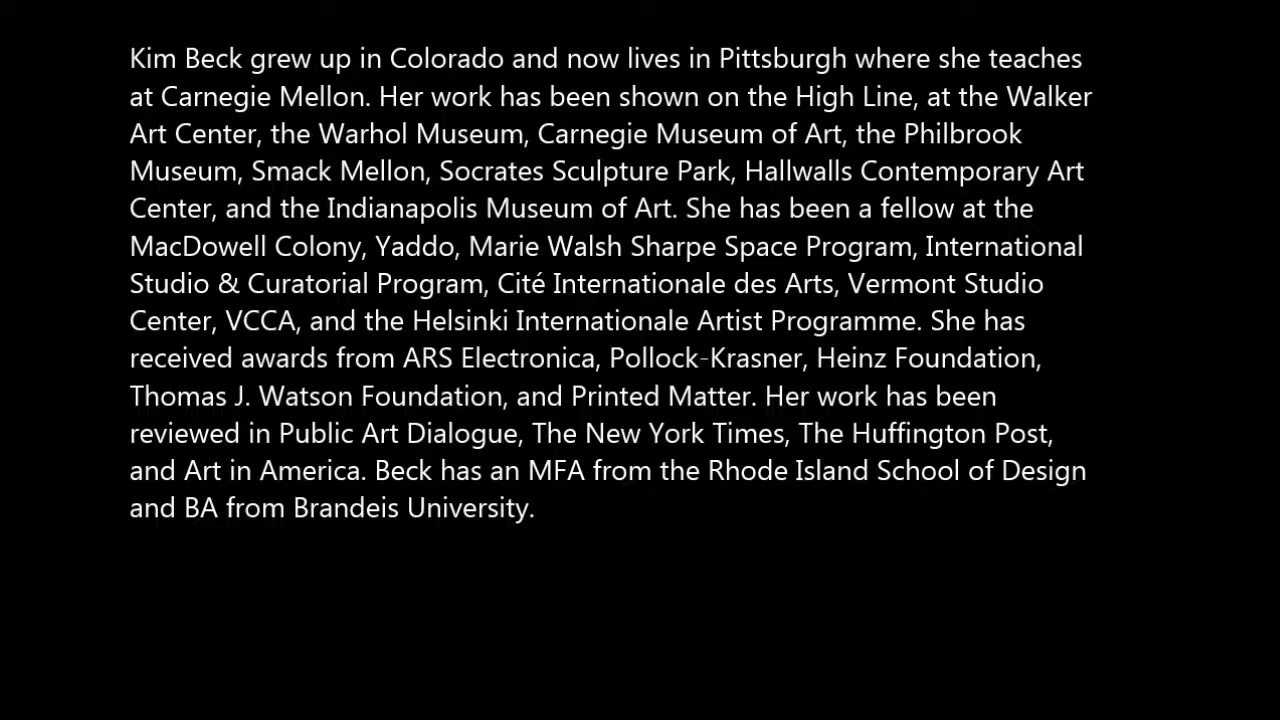 Kim Beck grew up in Colorado and now lives in Pittsburgh where she teaches
at Carnegie Mellon. Her work has been shown on the High Line, at the Walker
Art Center, the Warhol Museum, Carnegie Museum of Art, the Philbrook
Museum, Smack Mellon, Socrates Sculpture Park, Hallwalls Contemporary Art
Center, and the Indianapolis Museum of Art. She has been a fellow at the
MacDowell Colony, Yaddo, Marie Walsh Sharpe Space Program, International
Studio & Curatorial Program, Cité Internationale des Arts, Vermont Studio
Center, VCCA, and the Helsinki Internationale Artist Programme. She has
received awards from ARS Electronica, Pollock-Krasner, Heinz Foundation,
Thomas J. Watson Foundation, and Printed Matter. Her work has been
reviewed in Public Art Dialogue, The New York Times, The Huffington Post,
and Art in America. Beck has an MFA from the Rhode Island School of Design
and BA from Brandeis University.